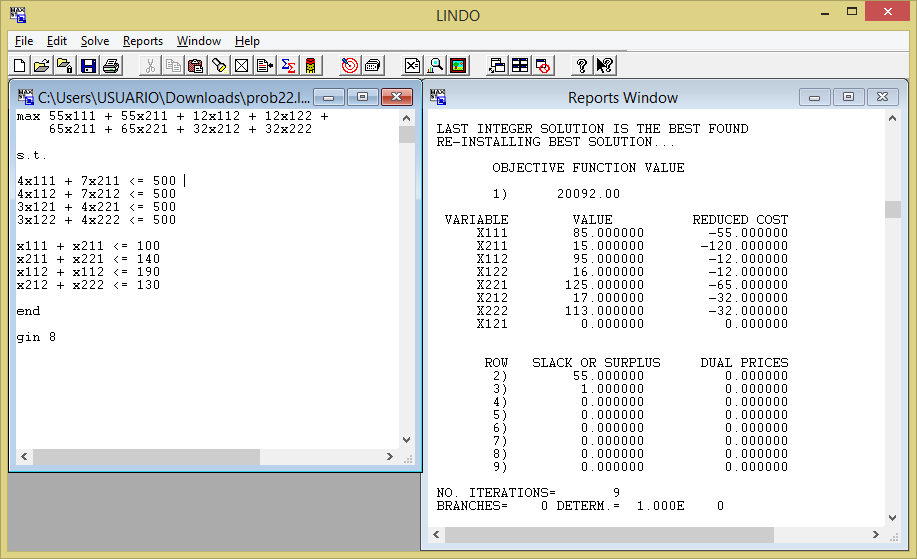 LINDO
File Edit Solve Reports Window Help
C:\Users\USUARIO\Downloads\prob22.l...
max 55x111 + 55x211 + 12x112 + 12x122 +
65x211 + 65x221 + 32x212 + 32x222
s.t.
4x111 + 7x211 <= 500
4x112 + 7x212 <= 500
3x121 + 4x221 <= 500
3x122 + 4x222 <= 500
x111 + x211 <= 100
x211 + x221 <= 140
x112 + x112 <= 190
x212 + x222 <= 130
end
gin 8
Reports Window
LAST INTEGER SOLUTION IS THE BEST FOUND
RE-INSTALLING BEST SOLUTION...
OBJECTIVE FUNCTION VALUE
1) 20092.00
VARIABLE VALUE REDUCED COST
X111 85.000000 -55.000000
X211 15.000000 -120.000000
X112 95.000000 -12.000000
X122 16.000000 -12.000000
X221 125.000000 -65.000000
X212 17.000000 -32.000000
X222 113.000000 -32.000000
X121 0.000000 0.000000
ROW SLACK OR SURPLUS DUAL PRICES
2) 55.000000 0.000000
3) 1.000000 0.000000
4) 0.000000 0.000000
5) 0.000000 0.000000
6) 0.000000 0.000000
7) 0.000000 0.000000
8) 0.000000 0.000000
9) 0.000000 0.000000
NO. ITERATIONS= 9
BRANCHES= 0 DETERM.= 1.000E 0